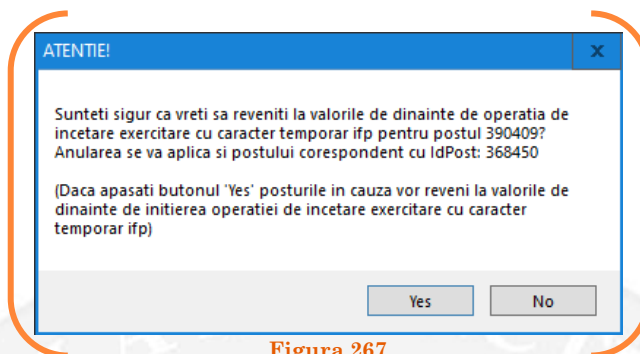 ATENTIE!
x
Sunteti sigur ca vreti sa reveniti la valorile de dinainte de operatia de
incetare exercitare cu caracter temporar ifp pentru postul 390409?
Anularea se va aplica si postului corespondent cu IdPost: 368450
(Daca apasati butonul 'Yes' posturile in cauza vor reveni la valorile de
dinainte de initierea operatiei de incetare exercitare cu caracter
temporar ifp)
Yes No
Figura 267